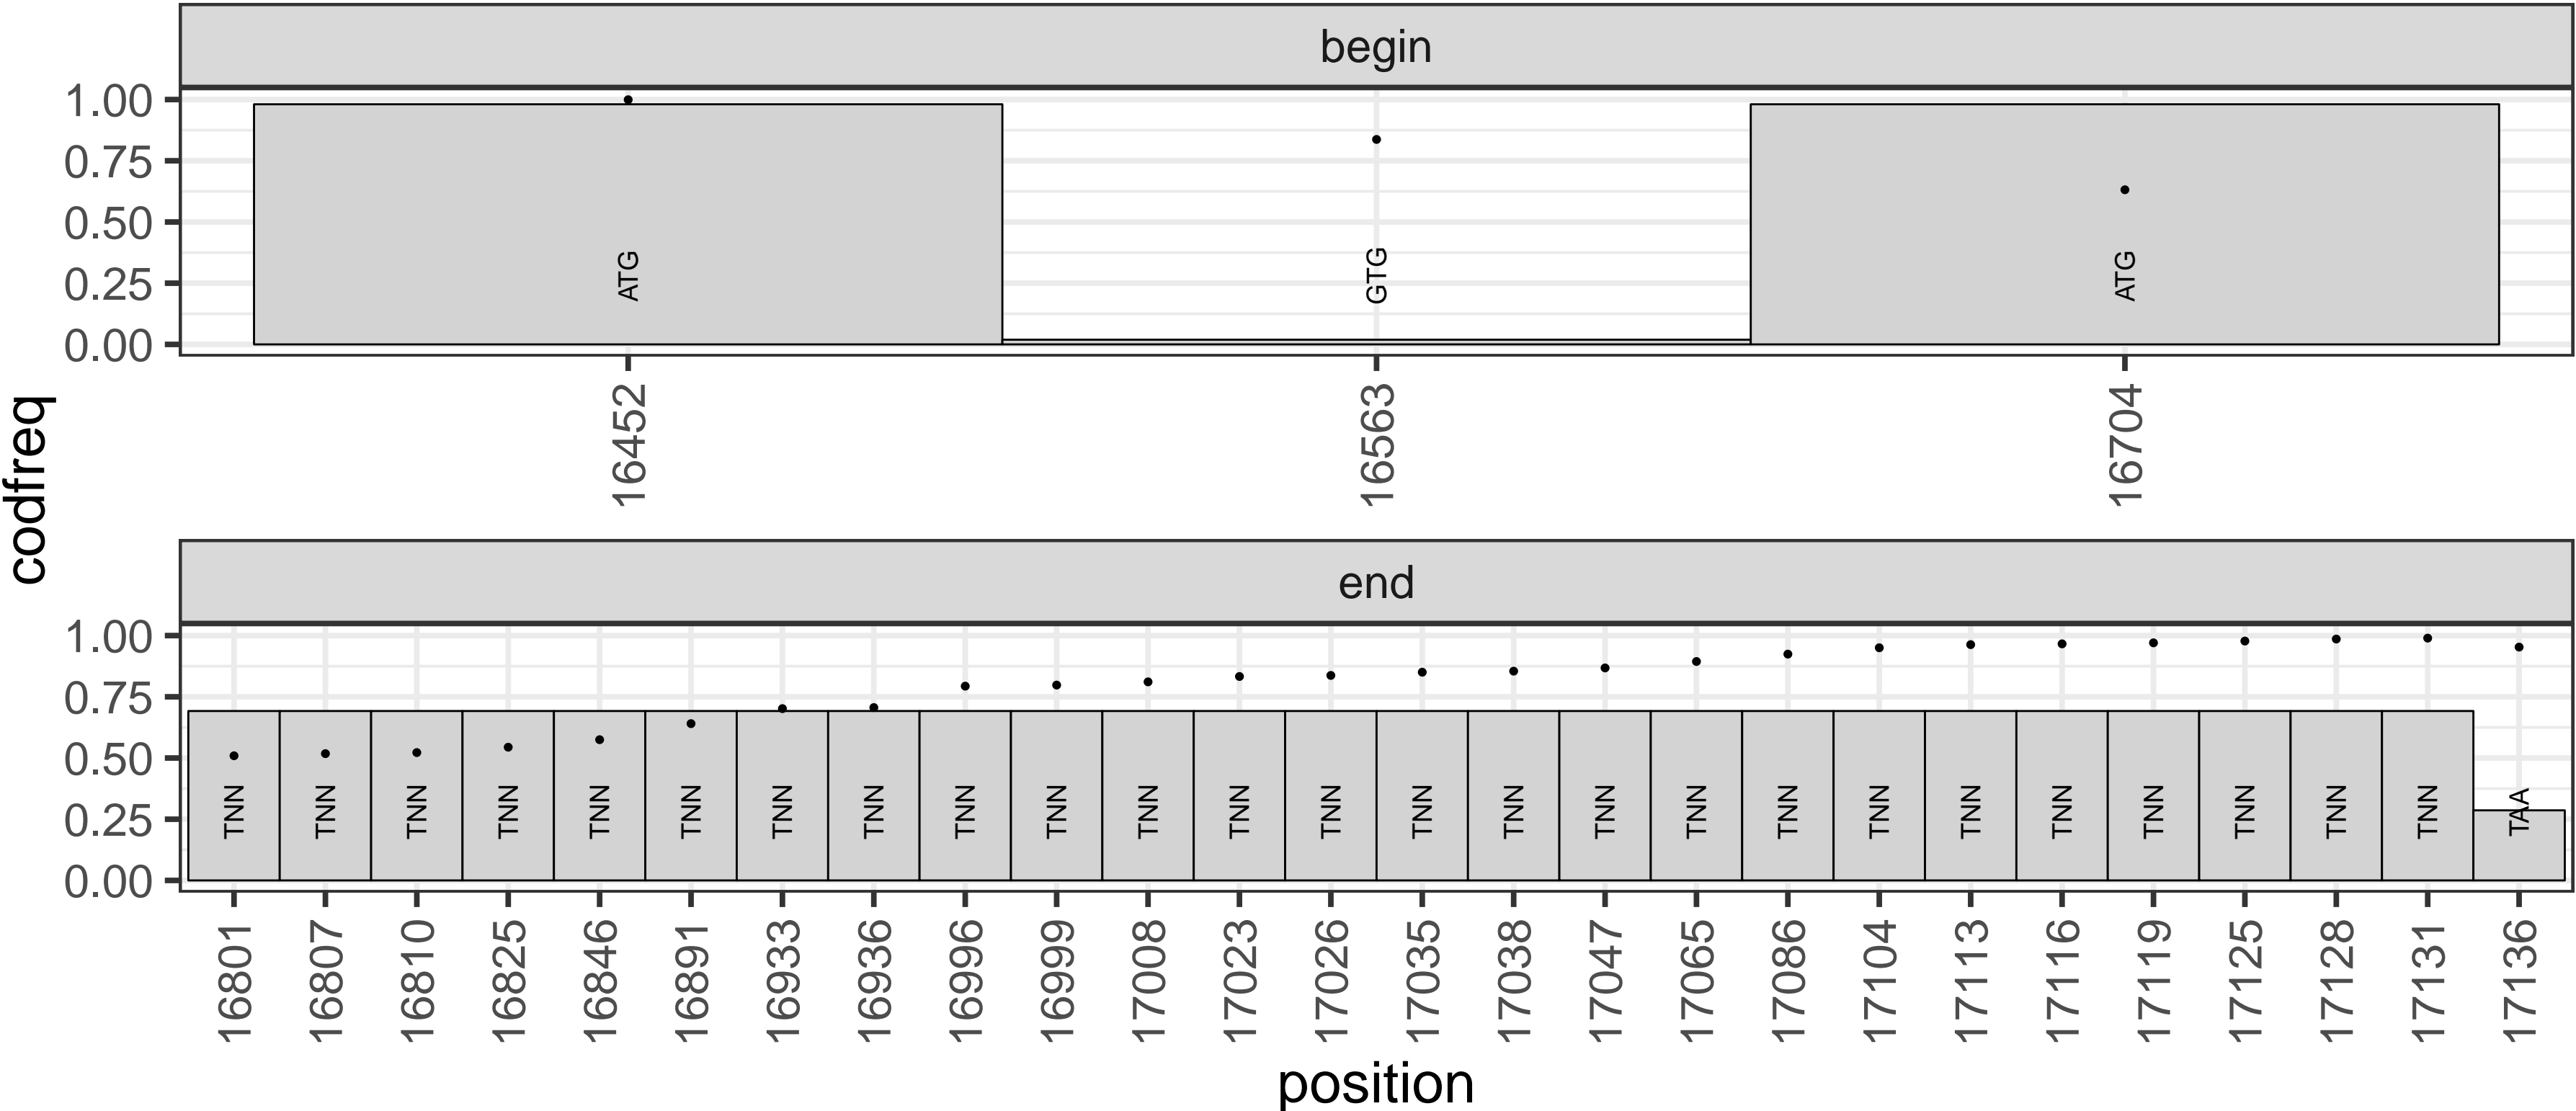 begin
1.00
0.75
0.50
0.25
0.00
ATG GTG ATG
16452 16563 16704
codfreq
end
1.00
0.75
0.50
0.25
0.00
TNN TNN TNN TNN TNN TNN TNN TNN TNN TNN TNN TNN TNN TNN TNN TNN TNN TNN TNN TNN TNN TNN TNN TNN TNN TAA
16801 16807 16810 16825 16846 16891 16933 16936 16996 16999 17008 17023 17026 17035 17038 17047 17065 17086 17104 17113 17116 17119 17125 17128 17131 17136
position